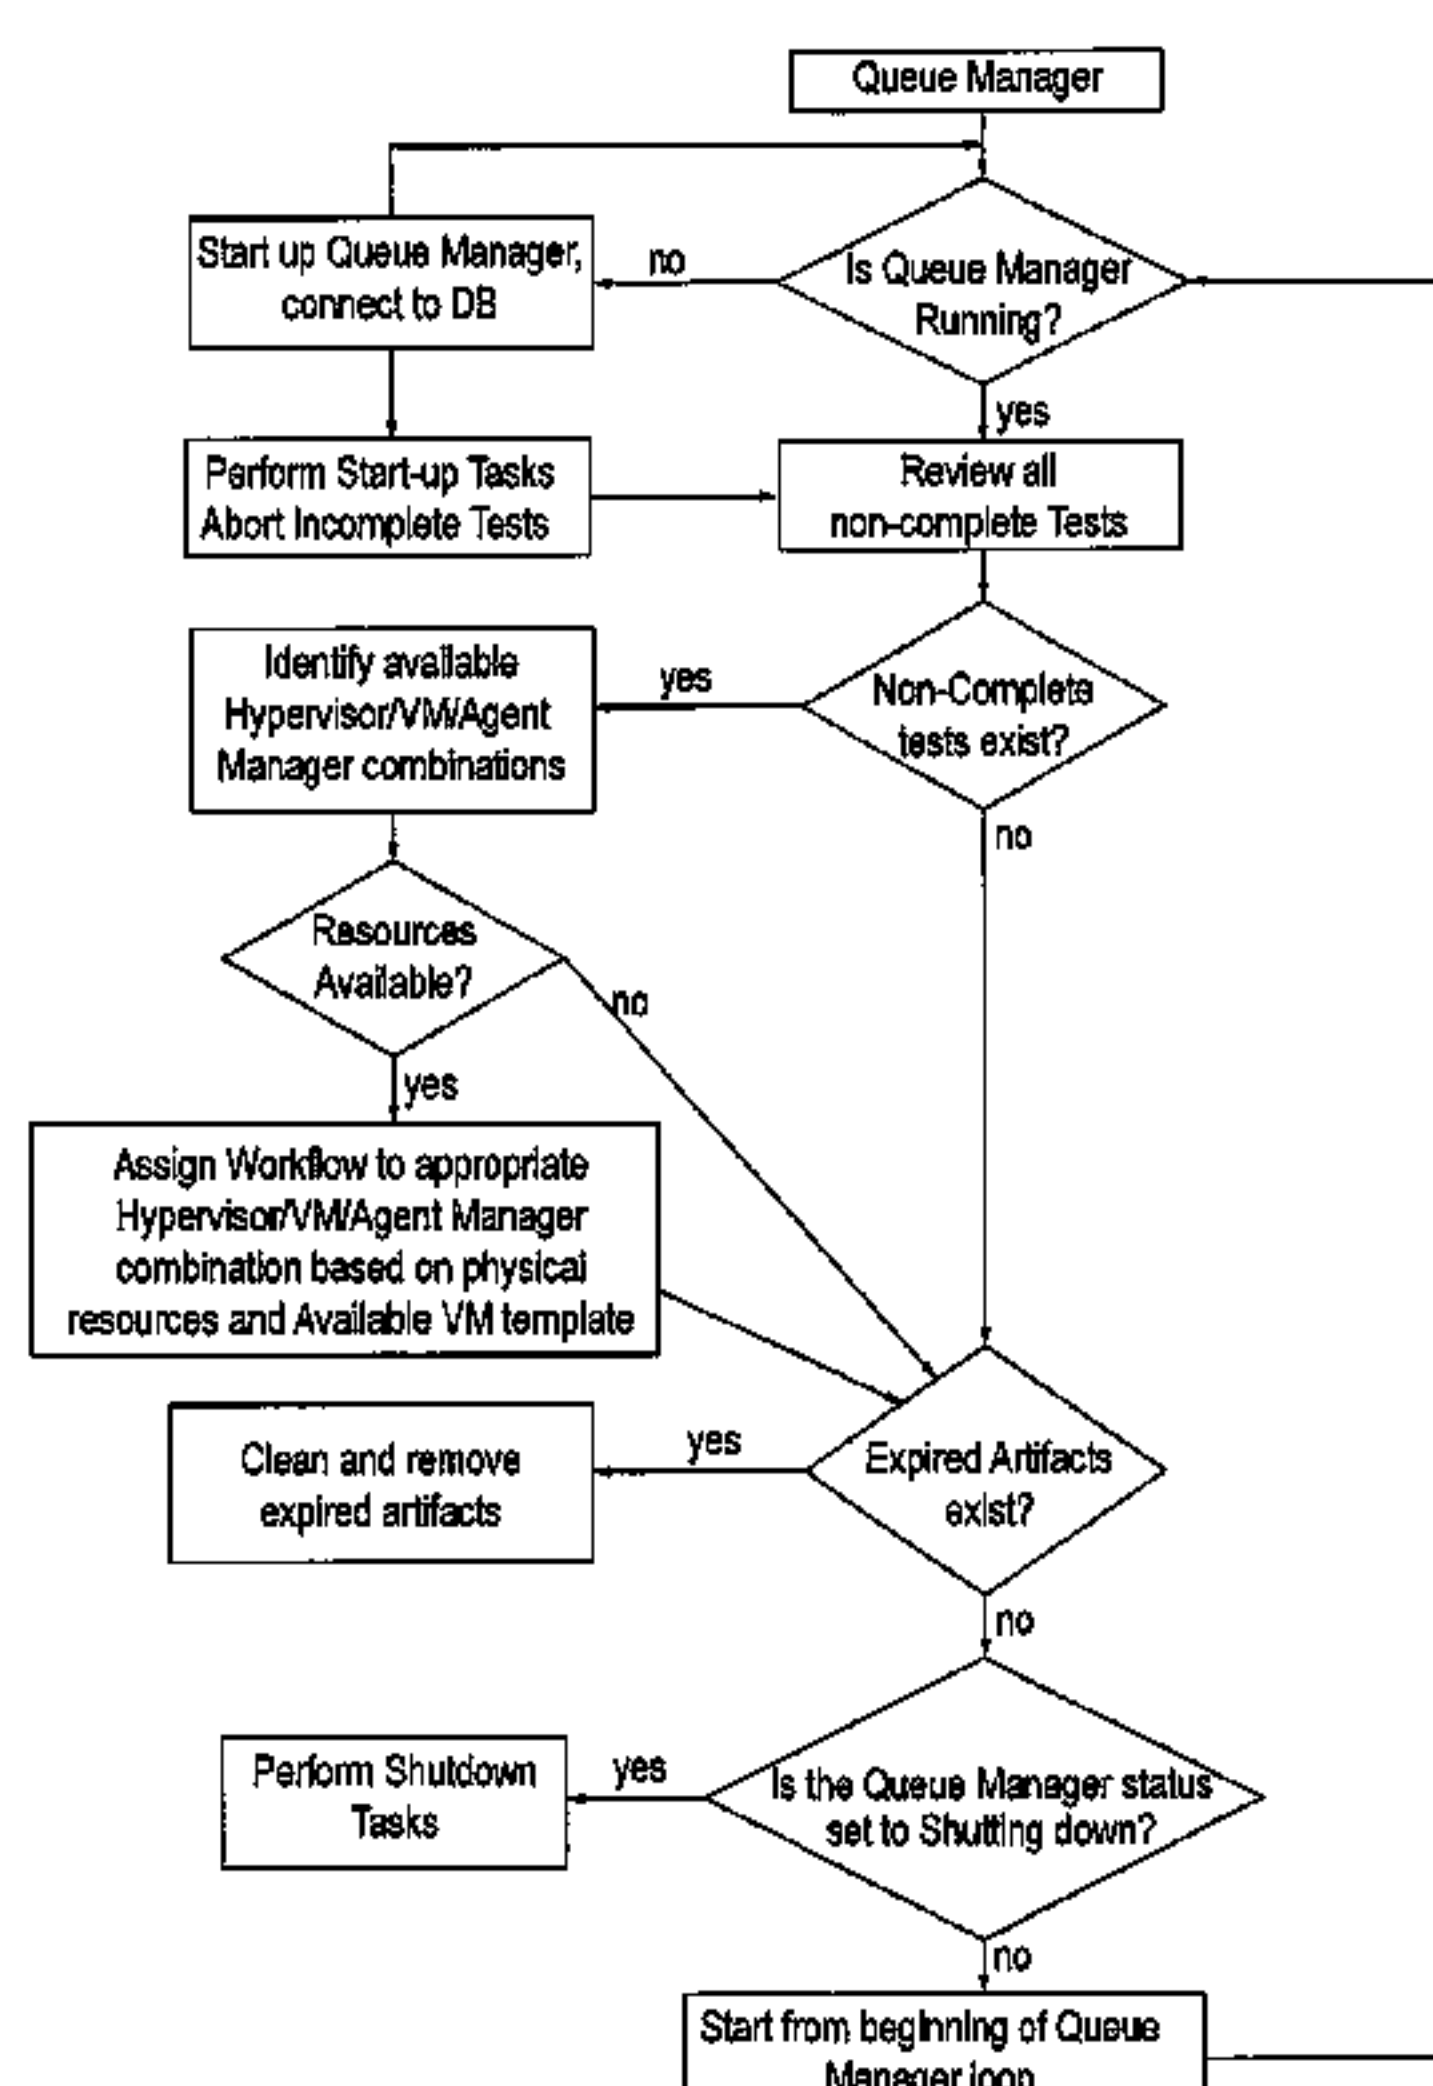 Queue Manager
Is Queue Manager
Running?
no
Start up Queue Manager,
connect to DB
yes
Perform Start-up Tasks
Abort Incomplete Tests
Review all
non-complete Tests
Non-Complete
tests exist?
yes
Identify available
Hypervisor/VM/Agent
Manager combinations
no
Resources
Available?
no
yes
Assign Workflow to appropriate
Hypervisor/VM/Agent Manager
combination based on physical
resources and Available VM template
Expired Artifacts
exist?
yes
Clean and remove
expired artifacts
no
Is the Queue Manager status
set to Shutting down?
yes
Perform Shutdown
Tasks
no
Start from beginning of Queue
Manager loop